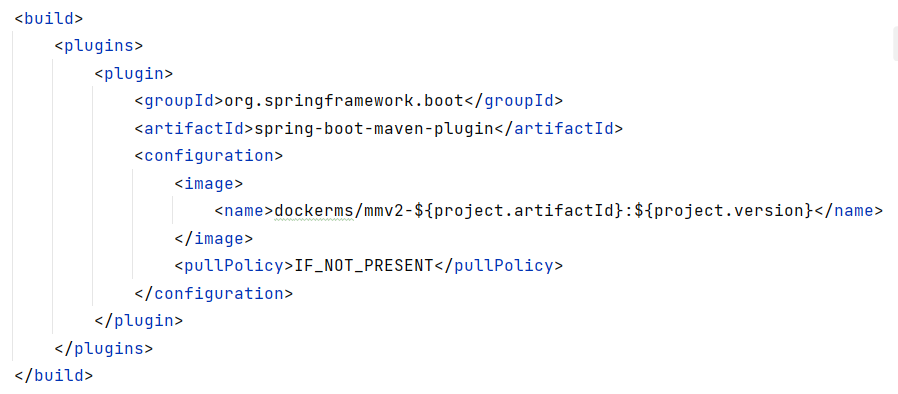 <build>
<plugins>
<plugin>
<groupId>org.springframework.boot</groupId>
<artifactId>spring-boot-maven-plugin</artifactId>
<configuration>
<image>
<name>dockerms/mmv2-${project.artifactId}:${project.version}</name>
</image>
<pullPolicy>IF_NOT_PRESENT</pullPolicy>
</configuration>
</plugin>
</plugins>
</build>